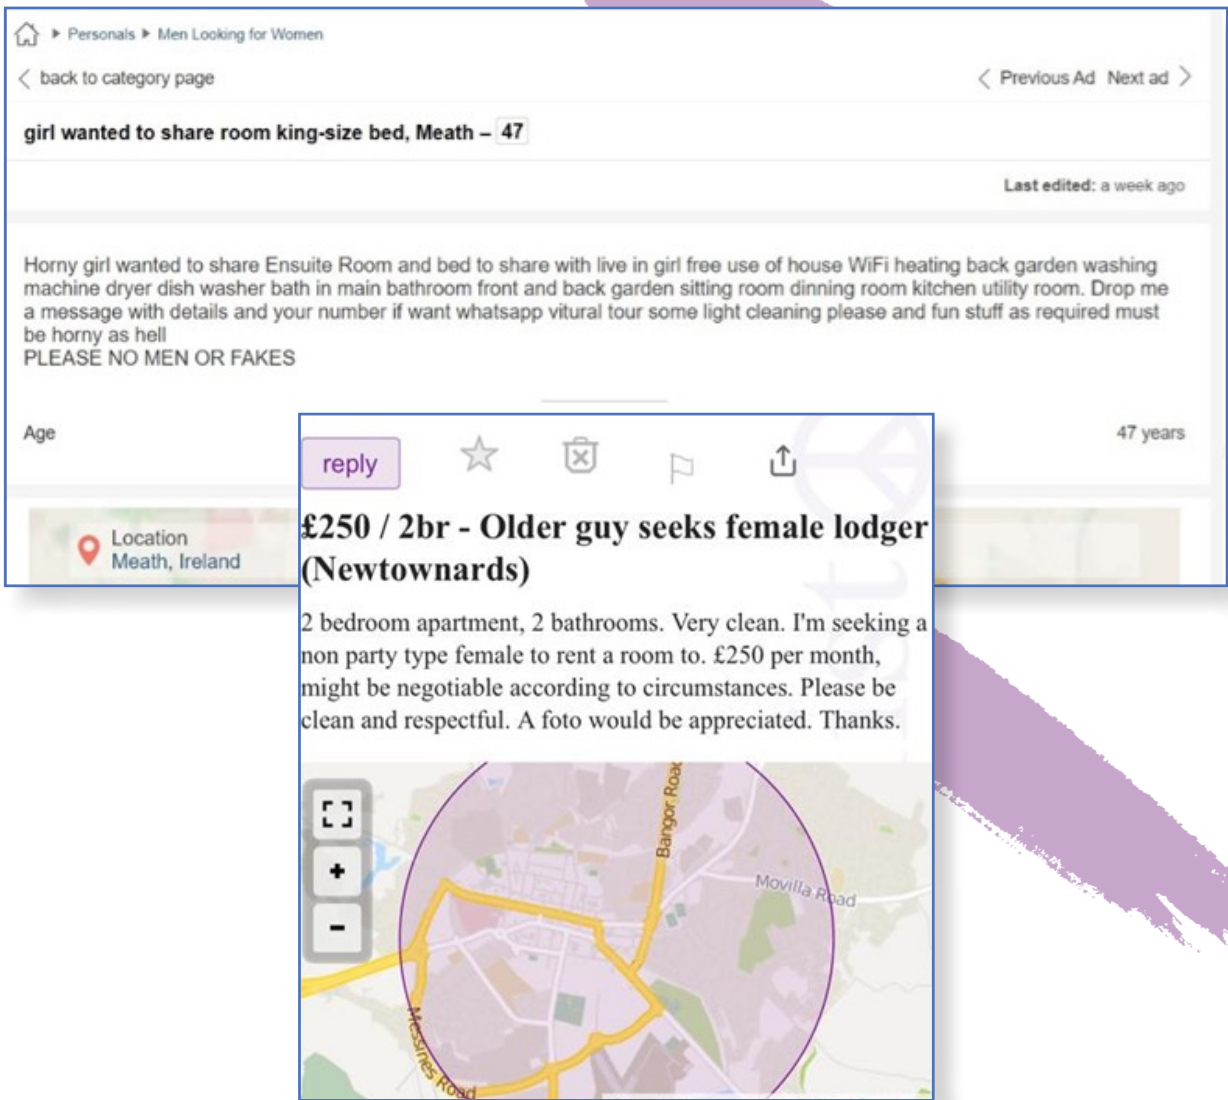 Personals
Men Looking for Women
back to category page
Previous Ad
Next ad
girl wanted to share room king-size bed, Meath – 47
Last edited: a week ago
Horny girl wanted to share Ensuite Room and bed to share with live in girl free use of house WiFi heating back garden washing
machine dryer dish washer bath in main bathroom front and back garden sitting room dinning room kitchen utility room. Drop me
a message with details and your number if want whatsapp vitural tour some light cleaning please and fun stuff as required must
be horny as hell
PLEASE NO MEN OR FAKES
Age
47 years
Location
Meath, Ireland
reply
£250 / 2br - Older guy seeks female lodger
(Newtownards)
2 bedroom apartment, 2 bathrooms. Very clean. I'm seeking a
non party type female to rent a room to. £250 per month,
might be negotiable according to circumstances. Please be
clean and respectful. A foto would be appreciated. Thanks.
+
-
Bangor Road
Movilla Road
Messines Road